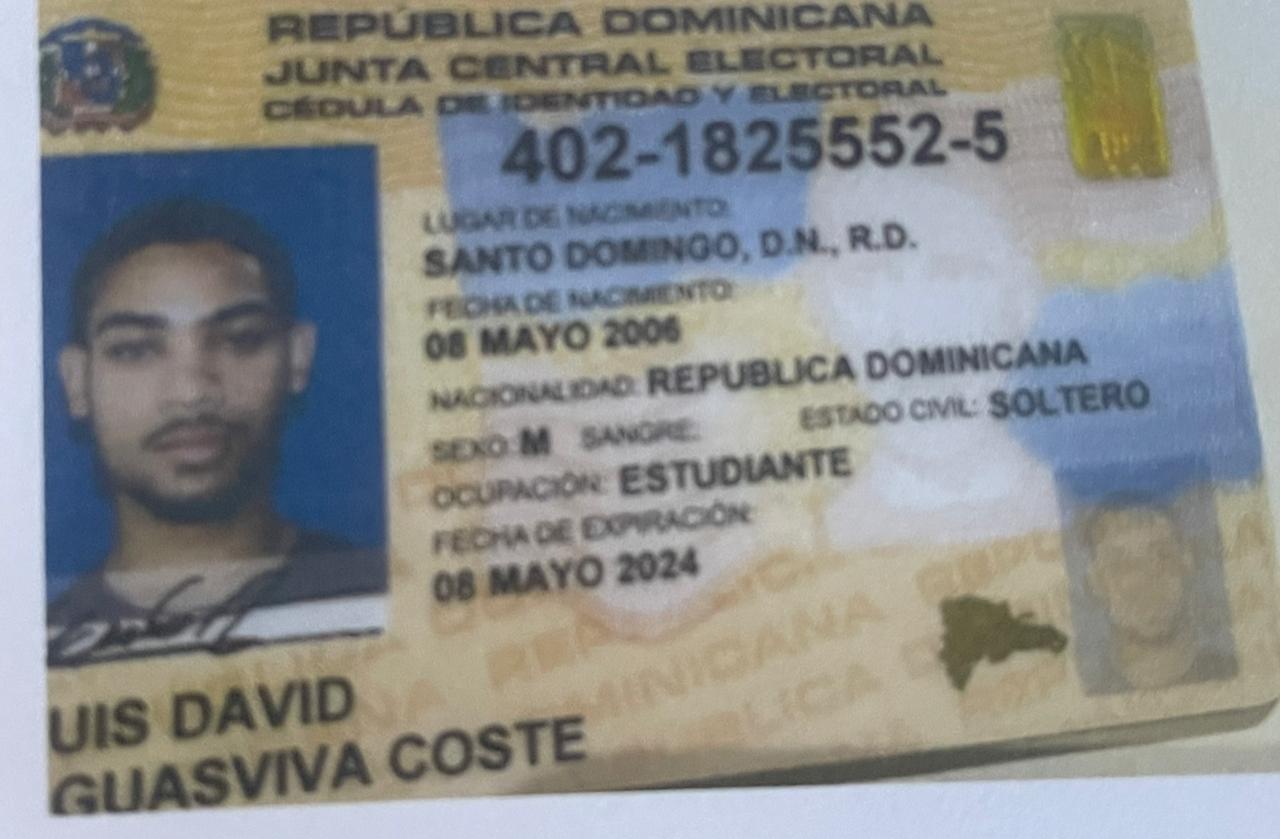 REPÚBLICA DOMINICANA
JUNTA CENTRAL ELECTORAL
CÉDULA DE IDENTIDAD Y ELECTORAL
402-1825552-5
LUGAR DE NACIMIENTO:
SANTO DOMINGO, D.N., R.D.
FECHA DE NACIMIENTO:
08 MAYO 2006
NACIONALIDAD: REPUBLICA DOMINICANA
SEXO: M SANGRE: ESTADO CIVIL: SOLTERO
OCUPACIÓN: ESTUDIANTE
FECHA DE EXPIRACIÓN:
08 MAYO 2024
UIS DAVID
GUASVIVA COSTE